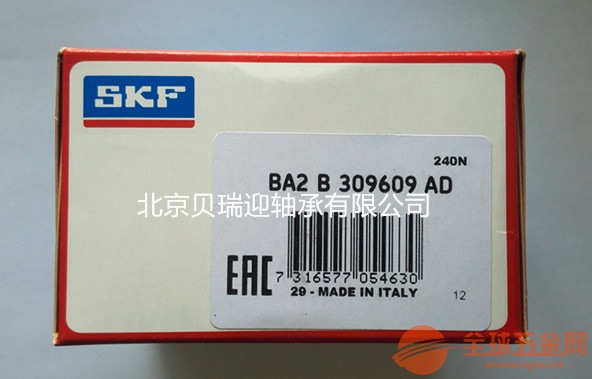 SKF
240N
BA2 B 309609 AD
北京贝瑞迎轴承有限公司
EAC
7 316577 054630
29 - MADE IN ITALY
12
全球五金网